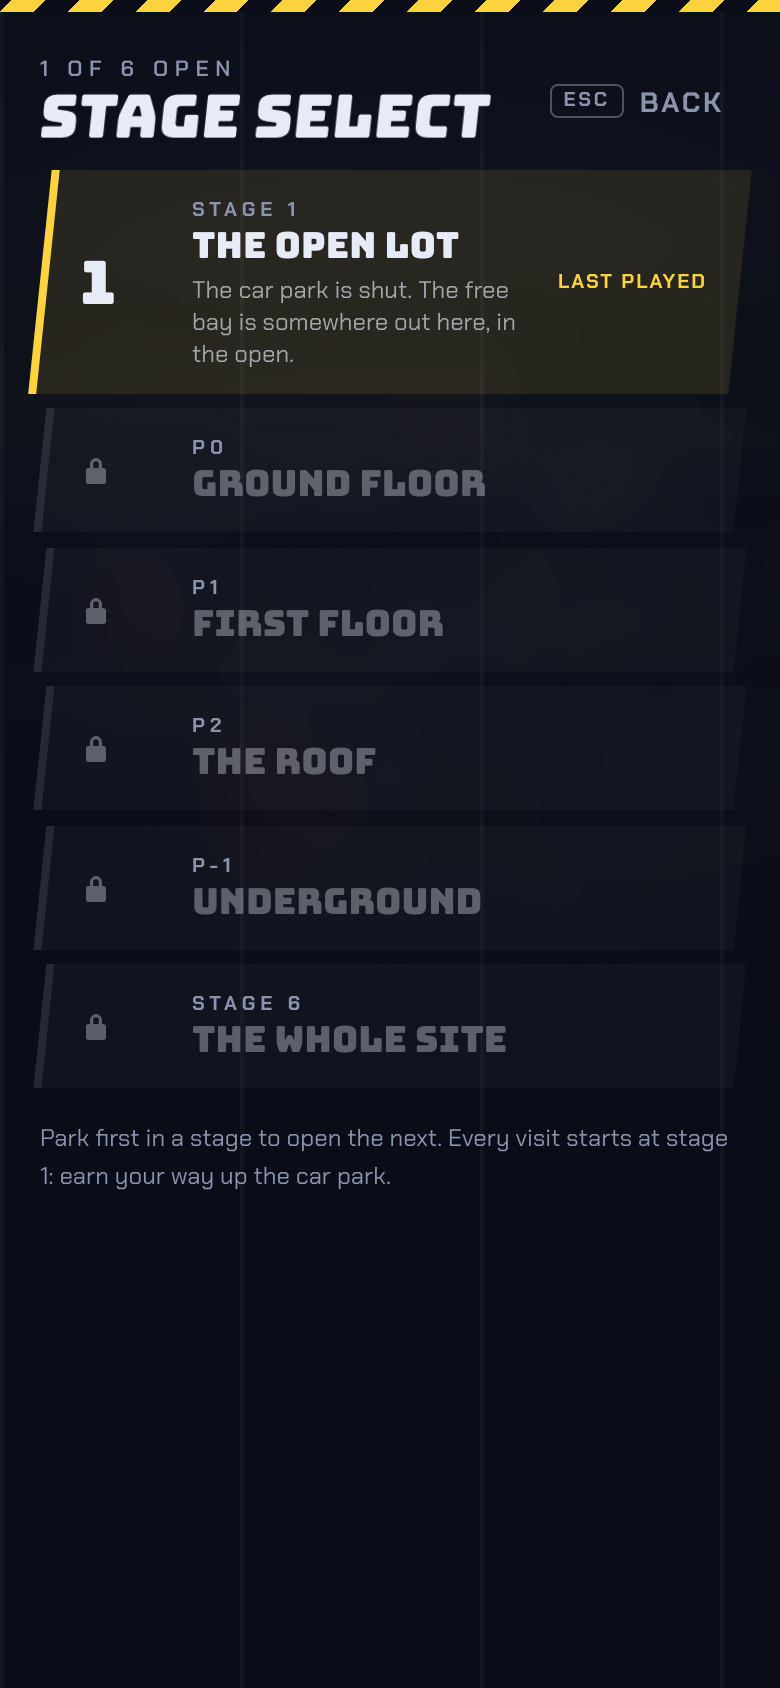 1 OF 6 OPEN
STAGE SELECT
ESC BACK
STAGE 1
THE OPEN LOT
1
The car park is shut. The free
bay is somewhere out here, in
the open.
LAST PLAYED
P0
GROUND FLOOR
P1
FIRST FLOOR
P2
THE ROOF
P-1
UNDERGROUND
STAGE 6
THE WHOLE SITE
Park first in a stage to open the next. Every visit starts at stage
1: earn your way up the car park.